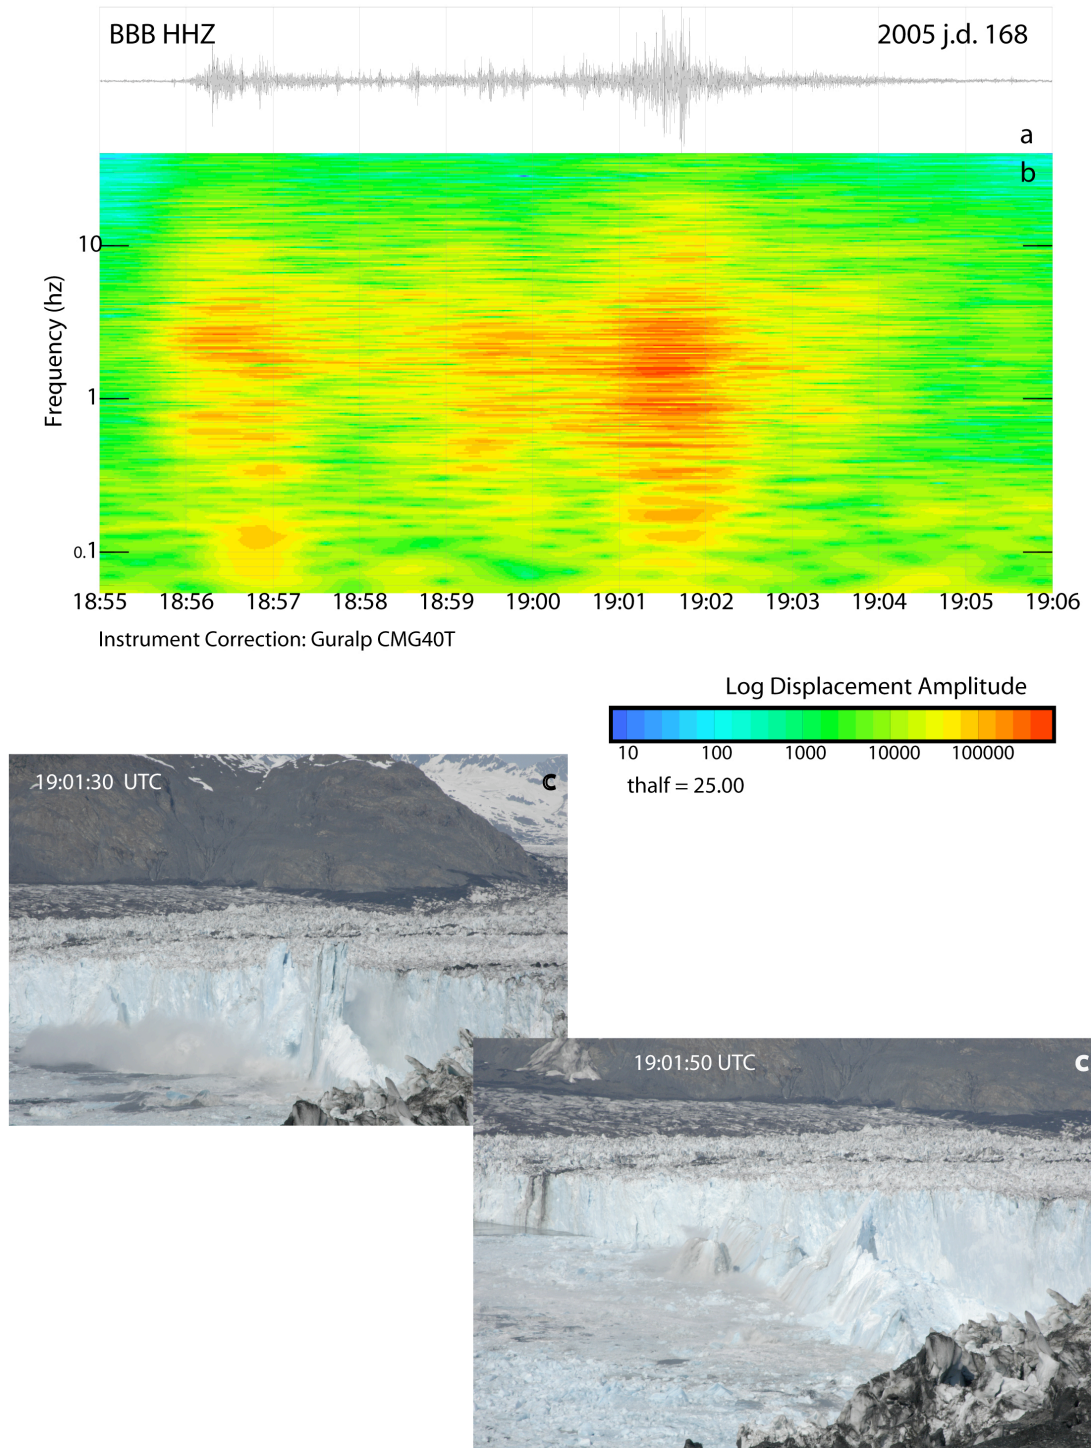 BBB HHZ
2005 j.d. 168
a
b
Frequency (hz)
10
1
0.1
18:55 18:56 18:57 18:58 18:59 19:00 19:01 19:02 19:03 19:04 19:05 19:06
Instrument Correction: Guralp CMG40T
Log Displacement Amplitude
10 100 1000 10000 100000
thalf = 25.00
19:01:30 UTC
c
19:01:50 UTC
c